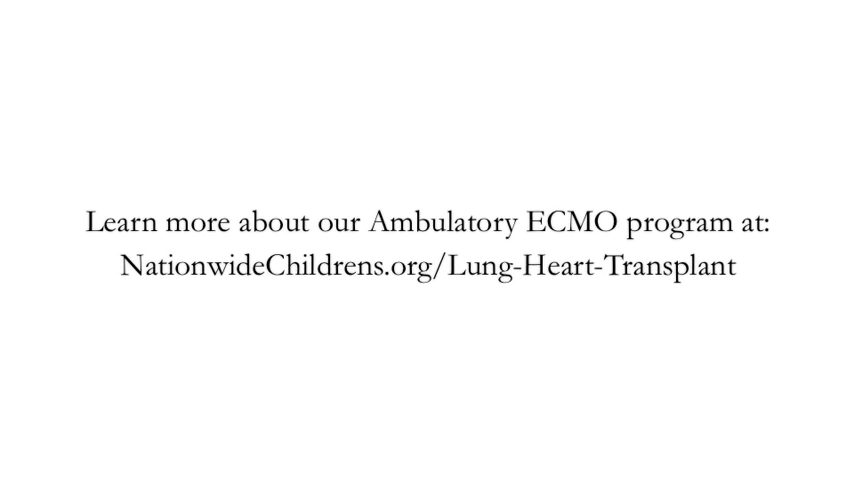 Learn more about our Ambulatory ECMO program at:
NationwideChildrens.org/Lung-Heart-Transplant